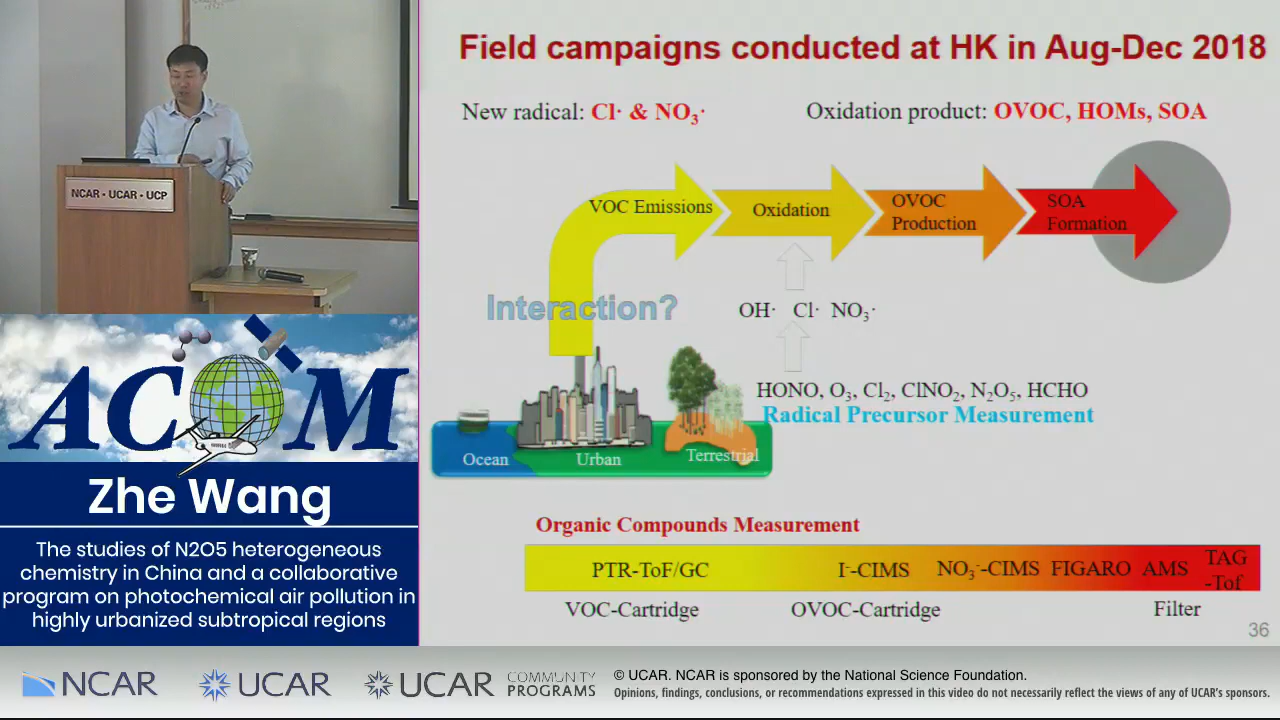 Field campaigns conducted at HK in Aug-Dec 2018
New radical: Cl· & NO₃·
Oxidation product: OVOC, HOMs, SOA
VOC Emissions
Oxidation
OVOC
Production
SOA
Formation
Interaction?
OH· Cl· NO₃·
HONO, O₃, Cl₂, ClNO₂, N₂O₅, HCHO
Radical Precursor Measurement
Ocean
Urban
Terrestrial
Organic Compounds Measurement
PTR-ToF/GC
I⁻-CIMS
NO₃⁻-CIMS
FIGARO
AMS
TAG
-Tof
VOC-Cartridge
OVOC-Cartridge
Filter
36
NCAR • UCAR • UCP
ACOM
Zhe Wang
The studies of N2O5 heterogeneous
chemistry in China and a collaborative
program on photochemical air pollution in
highly urbanized subtropical regions
NCAR
UCAR
UCAR
COMMUNITY
PROGRAMS
© UCAR. NCAR is sponsored by the National Science Foundation.
Opinions, findings, conclusions, or recommendations expressed in this video do not necessarily reflect the views of any of UCAR's sponsors.